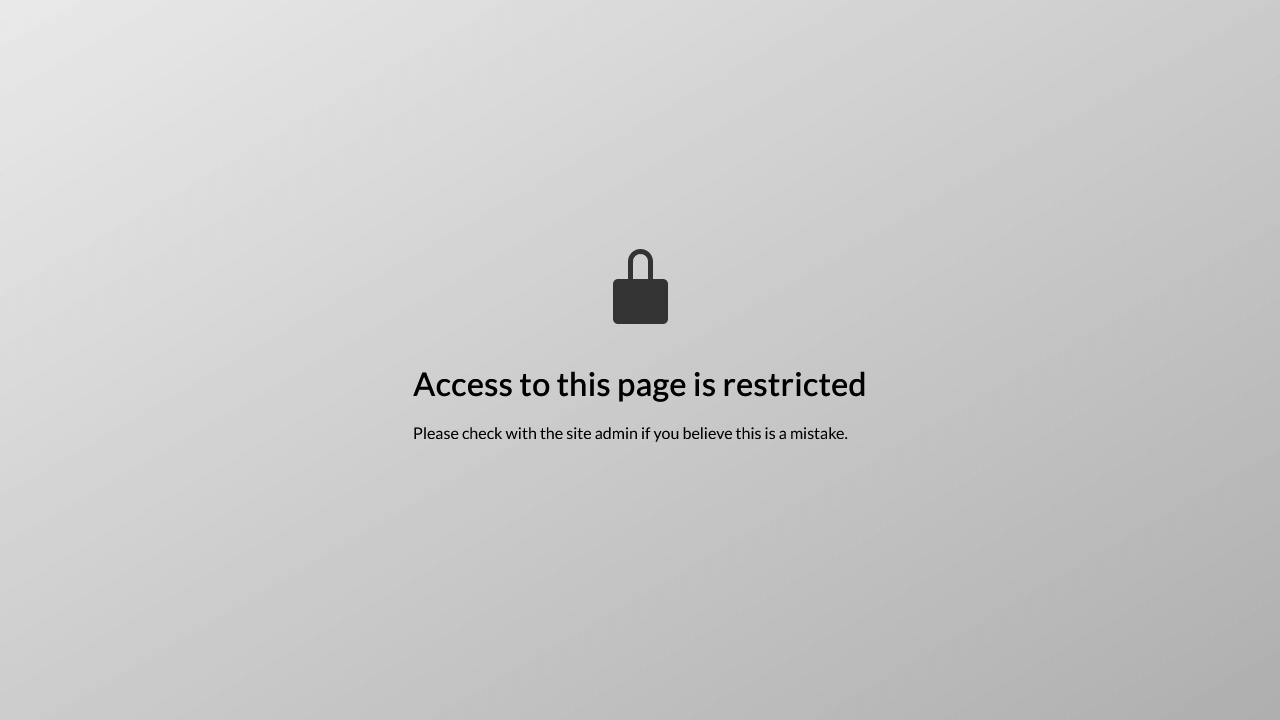 Access to this page is restricted
Please check with the site admin if you believe this is a mistake.